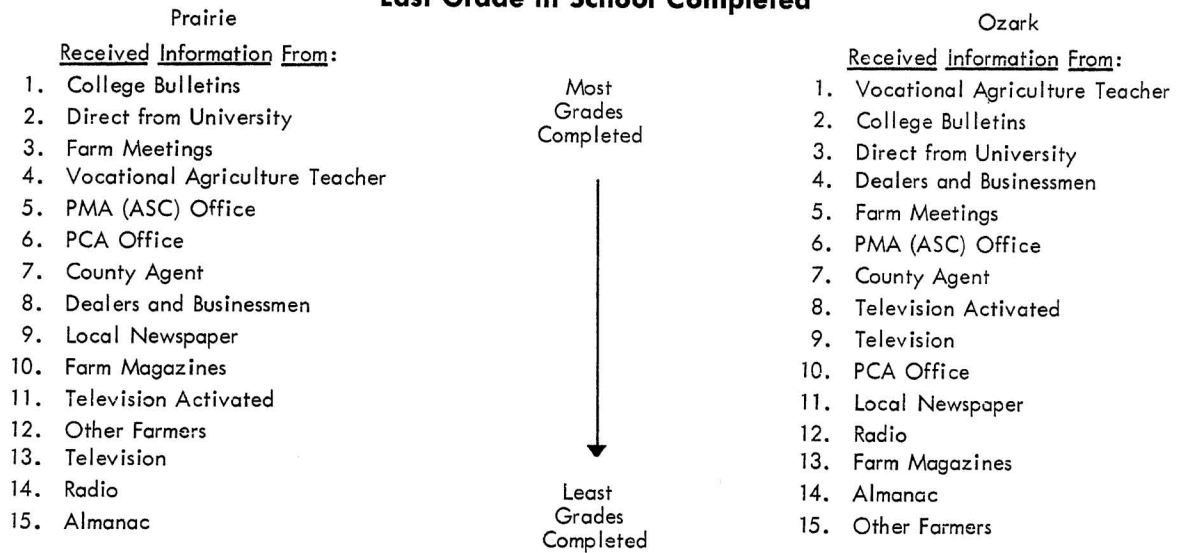 Last Grade in School Completed
Prairie
Received Information From:
1. College Bulletins
2. Direct from University
3. Farm Meetings
4. Vocational Agriculture Teacher
5. PMA (ASC) Office
6. PCA Office
7. County Agent
8. Dealers and Businessmen
9. Local Newspaper
10. Farm Magazines
11. Television Activated
12. Other Farmers
13. Television
14. Radio
15. Almanac
Most
Grades
Completed
Least
Grades
Completed
Ozark
Received Information From:
1. Vocational Agriculture Teacher
2. College Bulletins
3. Direct from University
4. Dealers and Businessmen
5. Farm Meetings
6. PMA (ASC) Office
7. County Agent
8. Television Activated
9. Television
10. PCA Office
11. Local Newspaper
12. Radio
13. Farm Magazines
14. Almanac
15. Other Farmers